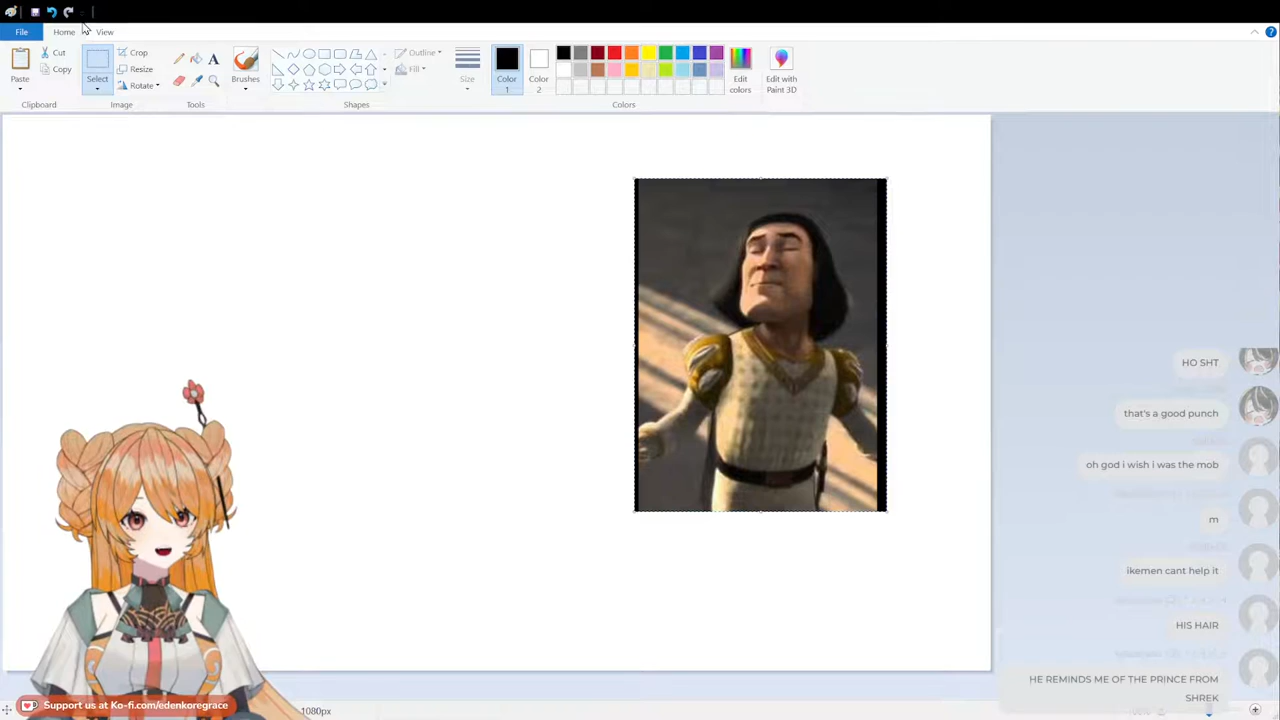 File
Home
View
Paste
Cut
Copy
Clipboard
Select
Crop
Resize
Rotate
Image
Tools
Brushes
Outline
Fill
Shapes
Size
Color
1
Color
2
Edit
colors
Edit with
Paint 3D
Colors
HO SHT
that's a good punch
oh god i wish i was the mob
m
ikemen cant help it
HIS HAIR
HE REMINDS ME OF THE PRINCE FROM
SHREK
Support us at Ko-fi.com/edenkoregrace
1080px